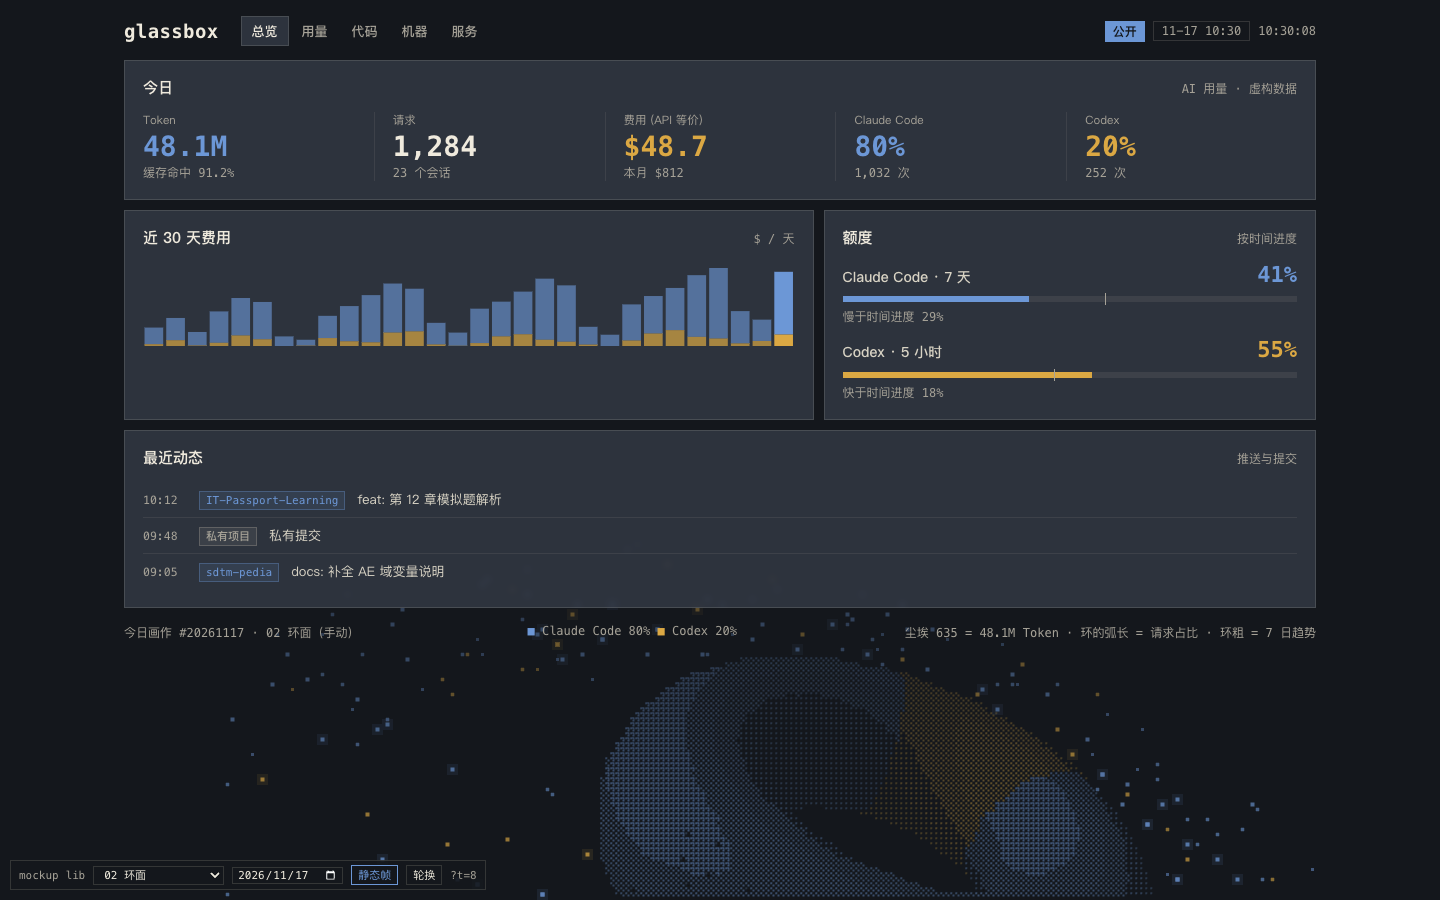 glassbox 总览 用量 代码 机器 服务 公开 11-17 10:30 10:30:08
今日 AI 用量 · 虚构数据
Token 请求 费用 (API 等价) Claude Code Codex
48.1M 1,284 $48.7 80% 20%
缓存命中 91.2% 23 个会话 本月 $812 1,032 次 252 次
近 30 天费用 $ / 天
额度 按时间进度
Claude Code · 7 天 41%
慢于时间进度 29%
Codex · 5 小时 55%
快于时间进度 18%
最近动态 推送与提交
10:12 IT-Passport-Learning feat: 第 12 章模拟题解析
09:48 私有项目 私有提交
09:05 sdtm-pedia docs: 补全 AE 域变量说明
今日画作 #20261117 · 02 环面 (手动) Claude Code 80% Codex 20% 尘埃 635 = 48.1M Token · 环的弧长 = 请求占比 · 环粗 = 7 日趋势
mockup lib 02 环面 2026/11/17 静态帧 轮换 ?t=8